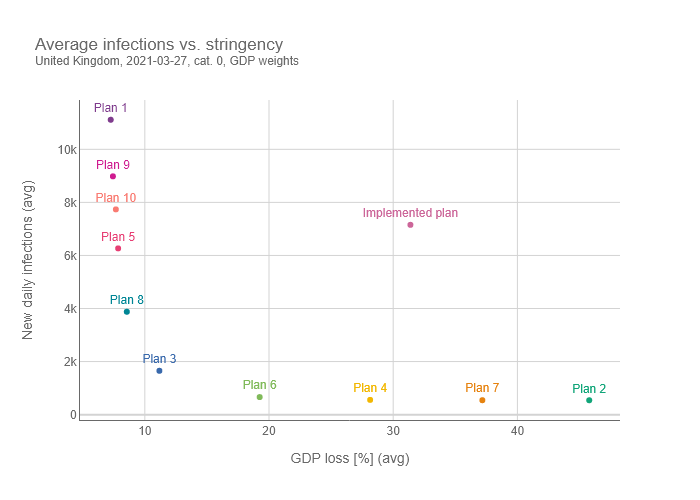 Average infections vs. stringency
United Kingdom, 2021-03-27, cat. 0, GDP weights
Plan 1
10k
Plan 9
Plan 10
8k
Implemented plan
Plan 5
6k
Plan 8
4k
Plan 3
2k
Plan 6
Plan 4
Plan 7
Plan 2
0
10
20
30
40
New daily infections (avg)
GDP loss [%] (avg)